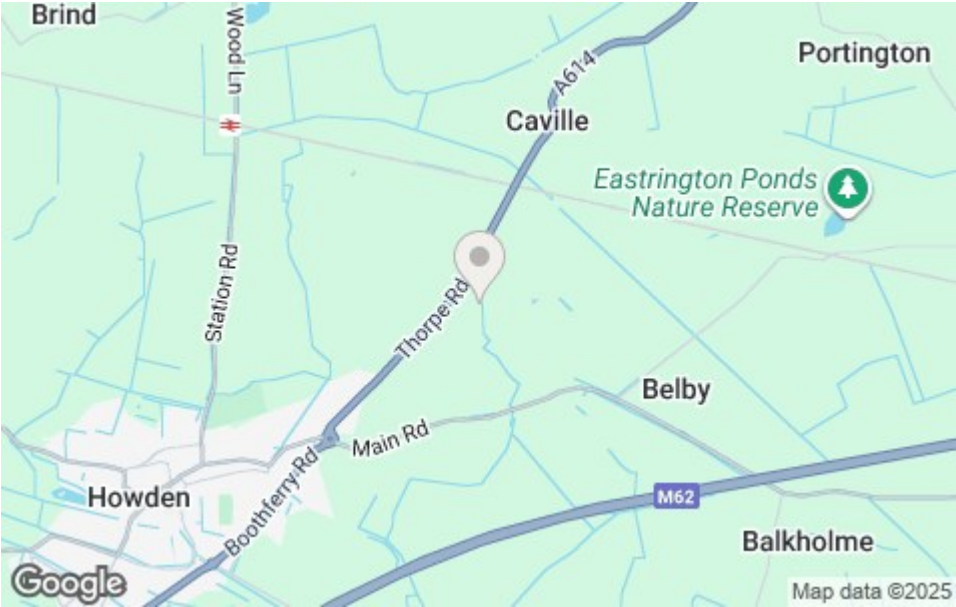 Brind
Wood Ln
A614
Portington
Caville
Eastrington Ponds
Nature Reserve
Station Rd
Thorpe Rd
Belby
Main Rd
Howden
Boothferry Rd
M62
Balkholme
Google
Map data ©2025